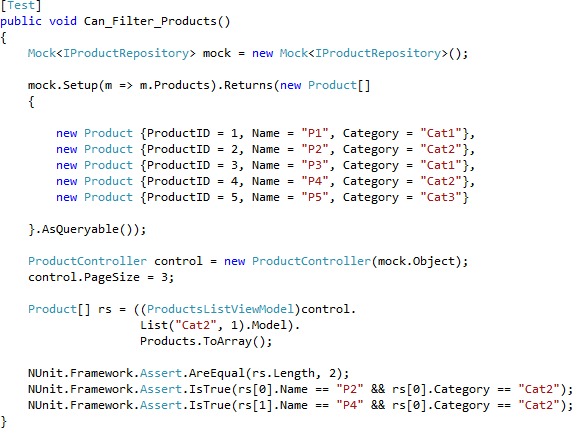 [Test]
public void Can_Filter_Products()
{
Mock<IProductRepository> mock = new Mock<IProductRepository>();
mock.Setup(m => m.Products).Returns(new Product[]
{
new Product {ProductID = 1, Name = "P1", Category = "Cat1"},
new Product {ProductID = 2, Name = "P2", Category = "Cat2"},
new Product {ProductID = 3, Name = "P3", Category = "Cat1"},
new Product {ProductID = 4, Name = "P4", Category = "Cat2"},
new Product {ProductID = 5, Name = "P5", Category = "Cat3"}
}.AsQueryable());
ProductController control = new ProductController(mock.Object);
control.PageSize = 3;
Product[] rs = ((ProductsListViewModel)control.
List("Cat2", 1).Model).
Products.ToArray();
NUnit.Framework.Assert.AreEqual(rs.Length, 2);
NUnit.Framework.Assert.IsTrue(rs[0].Name == "P2" && rs[0].Category == "Cat2");
NUnit.Framework.Assert.IsTrue(rs[1].Name == "P4" && rs[0].Category == "Cat2");
}